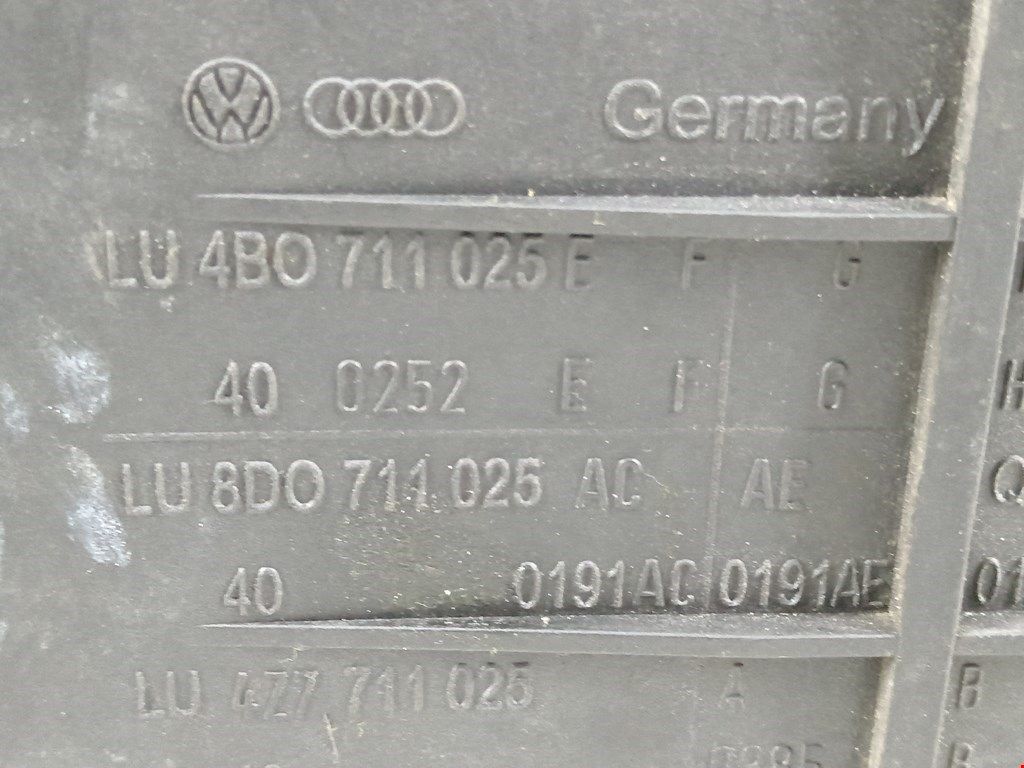 Germany
LU 4B0 711 025 E F G
40 0252 E F G H
LU 8D0 711 025 AC AE Q
40 0191AC 0191AE 01
LU 4Z7 711 025 A B
B